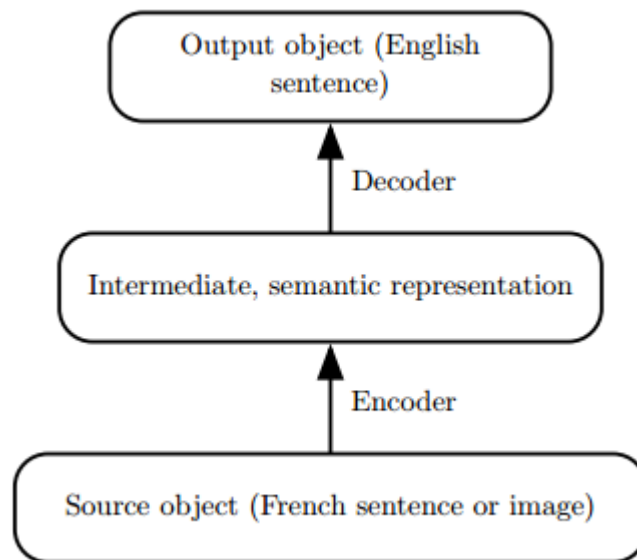 Output object (English
sentence)
Decoder
Intermediate, semantic representation
Encoder
Source object (French sentence or image)